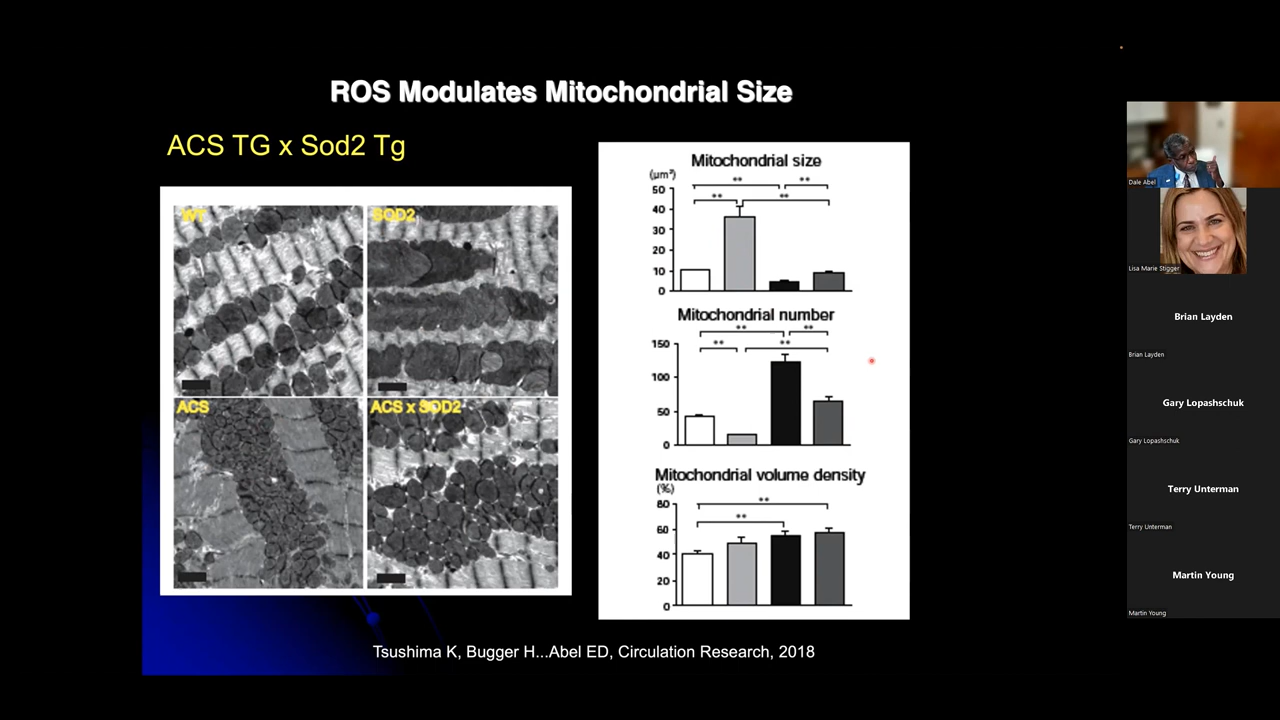 ROS Modulates Mitochondrial Size
ACS TG x Sod2 Tg
WT
SOD2
ACS
ACS x SOD2
Mitochondrial size
(μm²)
** **
** **
50
40
30
20
10
0
Mitochondrial number
** **
** **
150
100
50
0
Mitochondrial volume density
(%)
**
**
80
60
40
20
0
Tsushima K, Bugger H...Abel ED, Circulation Research, 2018
Dale Abel
Lisa Marie Stigger
Brian Layden
Brian Layden
Gary Lopashschuk
Gary Lopashschuk
Terry Unterman
Terry Unterman
Martin Young
Martin Young